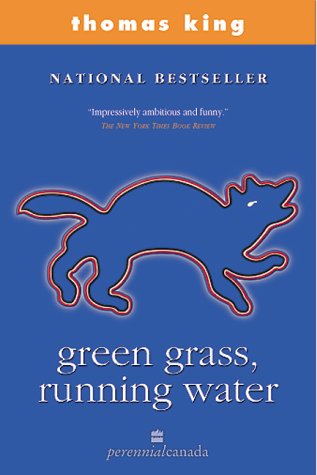 thomas king
NATIONAL BESTSELLER
“Impressively ambitious and funny.”
THE NEW YORK TIMES BOOK REVIEW
green grass,
running water
perennialcanada